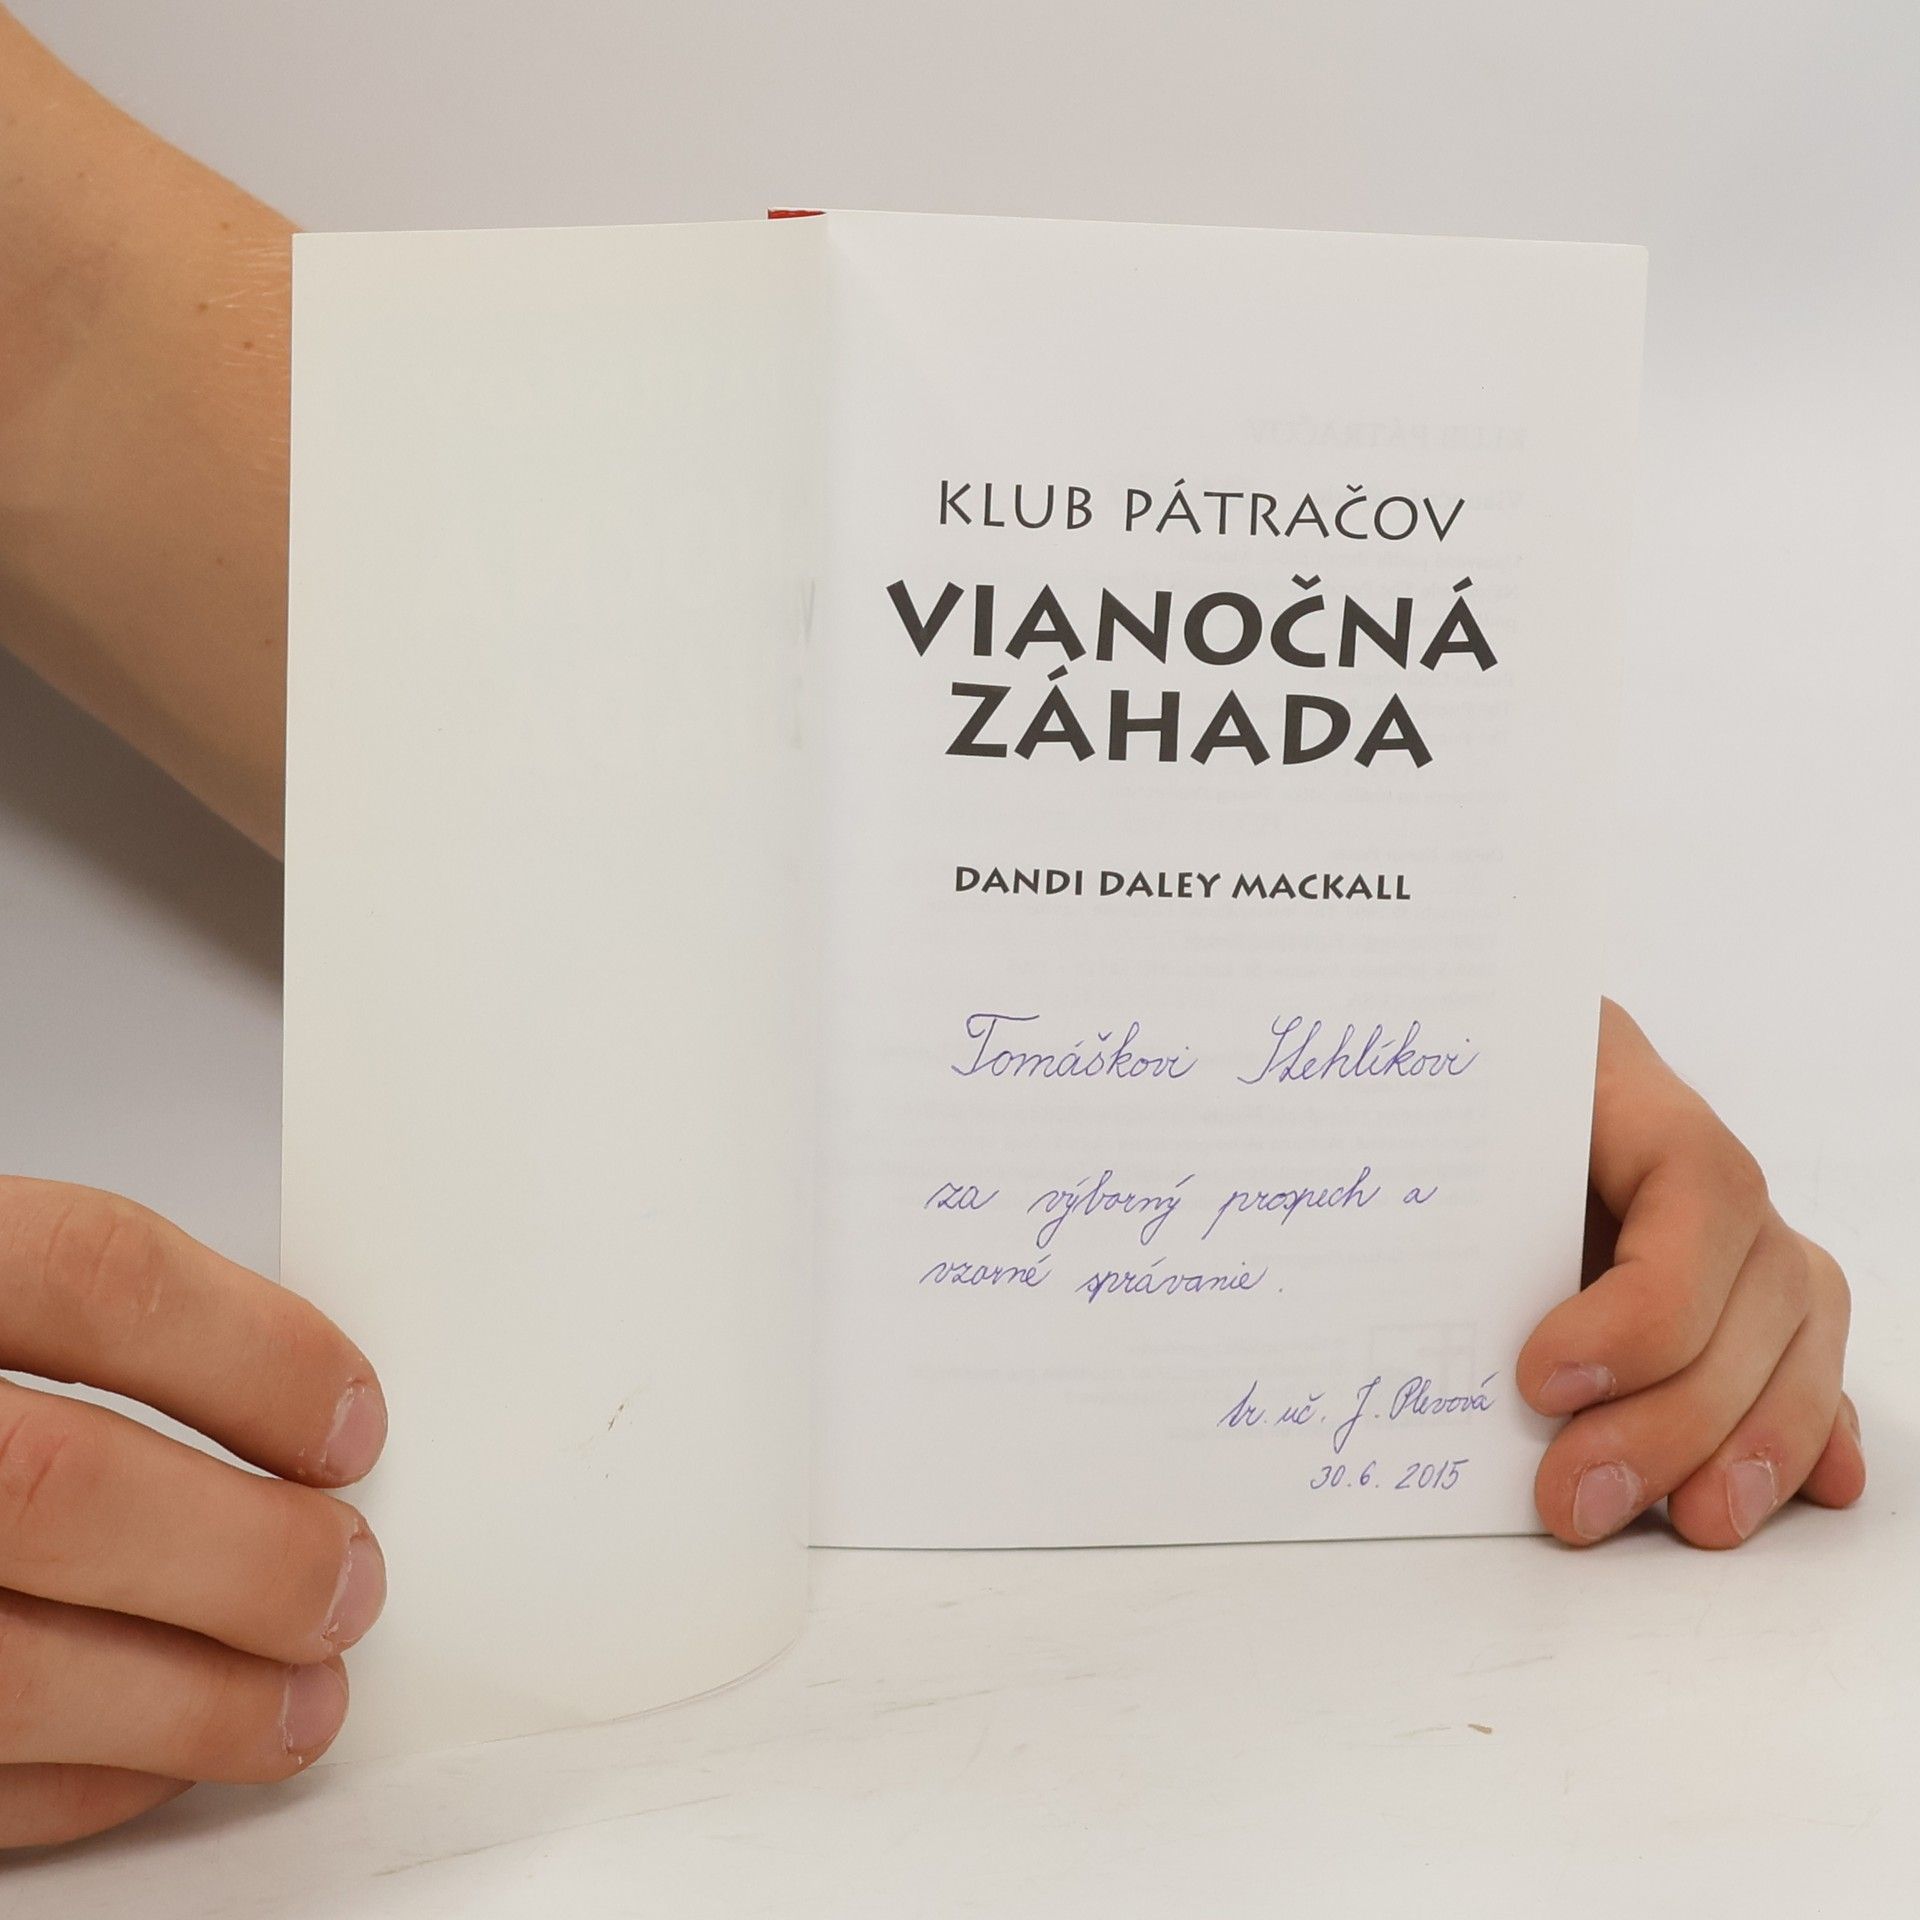 KLUB PÁTRAČOV
VIANOČNÁ
ZÁHADA
DANDI DALEY MACKALL
Tomáškovi Stehlíkovi
za výborný prospech a
vzorné správanie.
tr. uč. J. Plevová
30.6. 2015